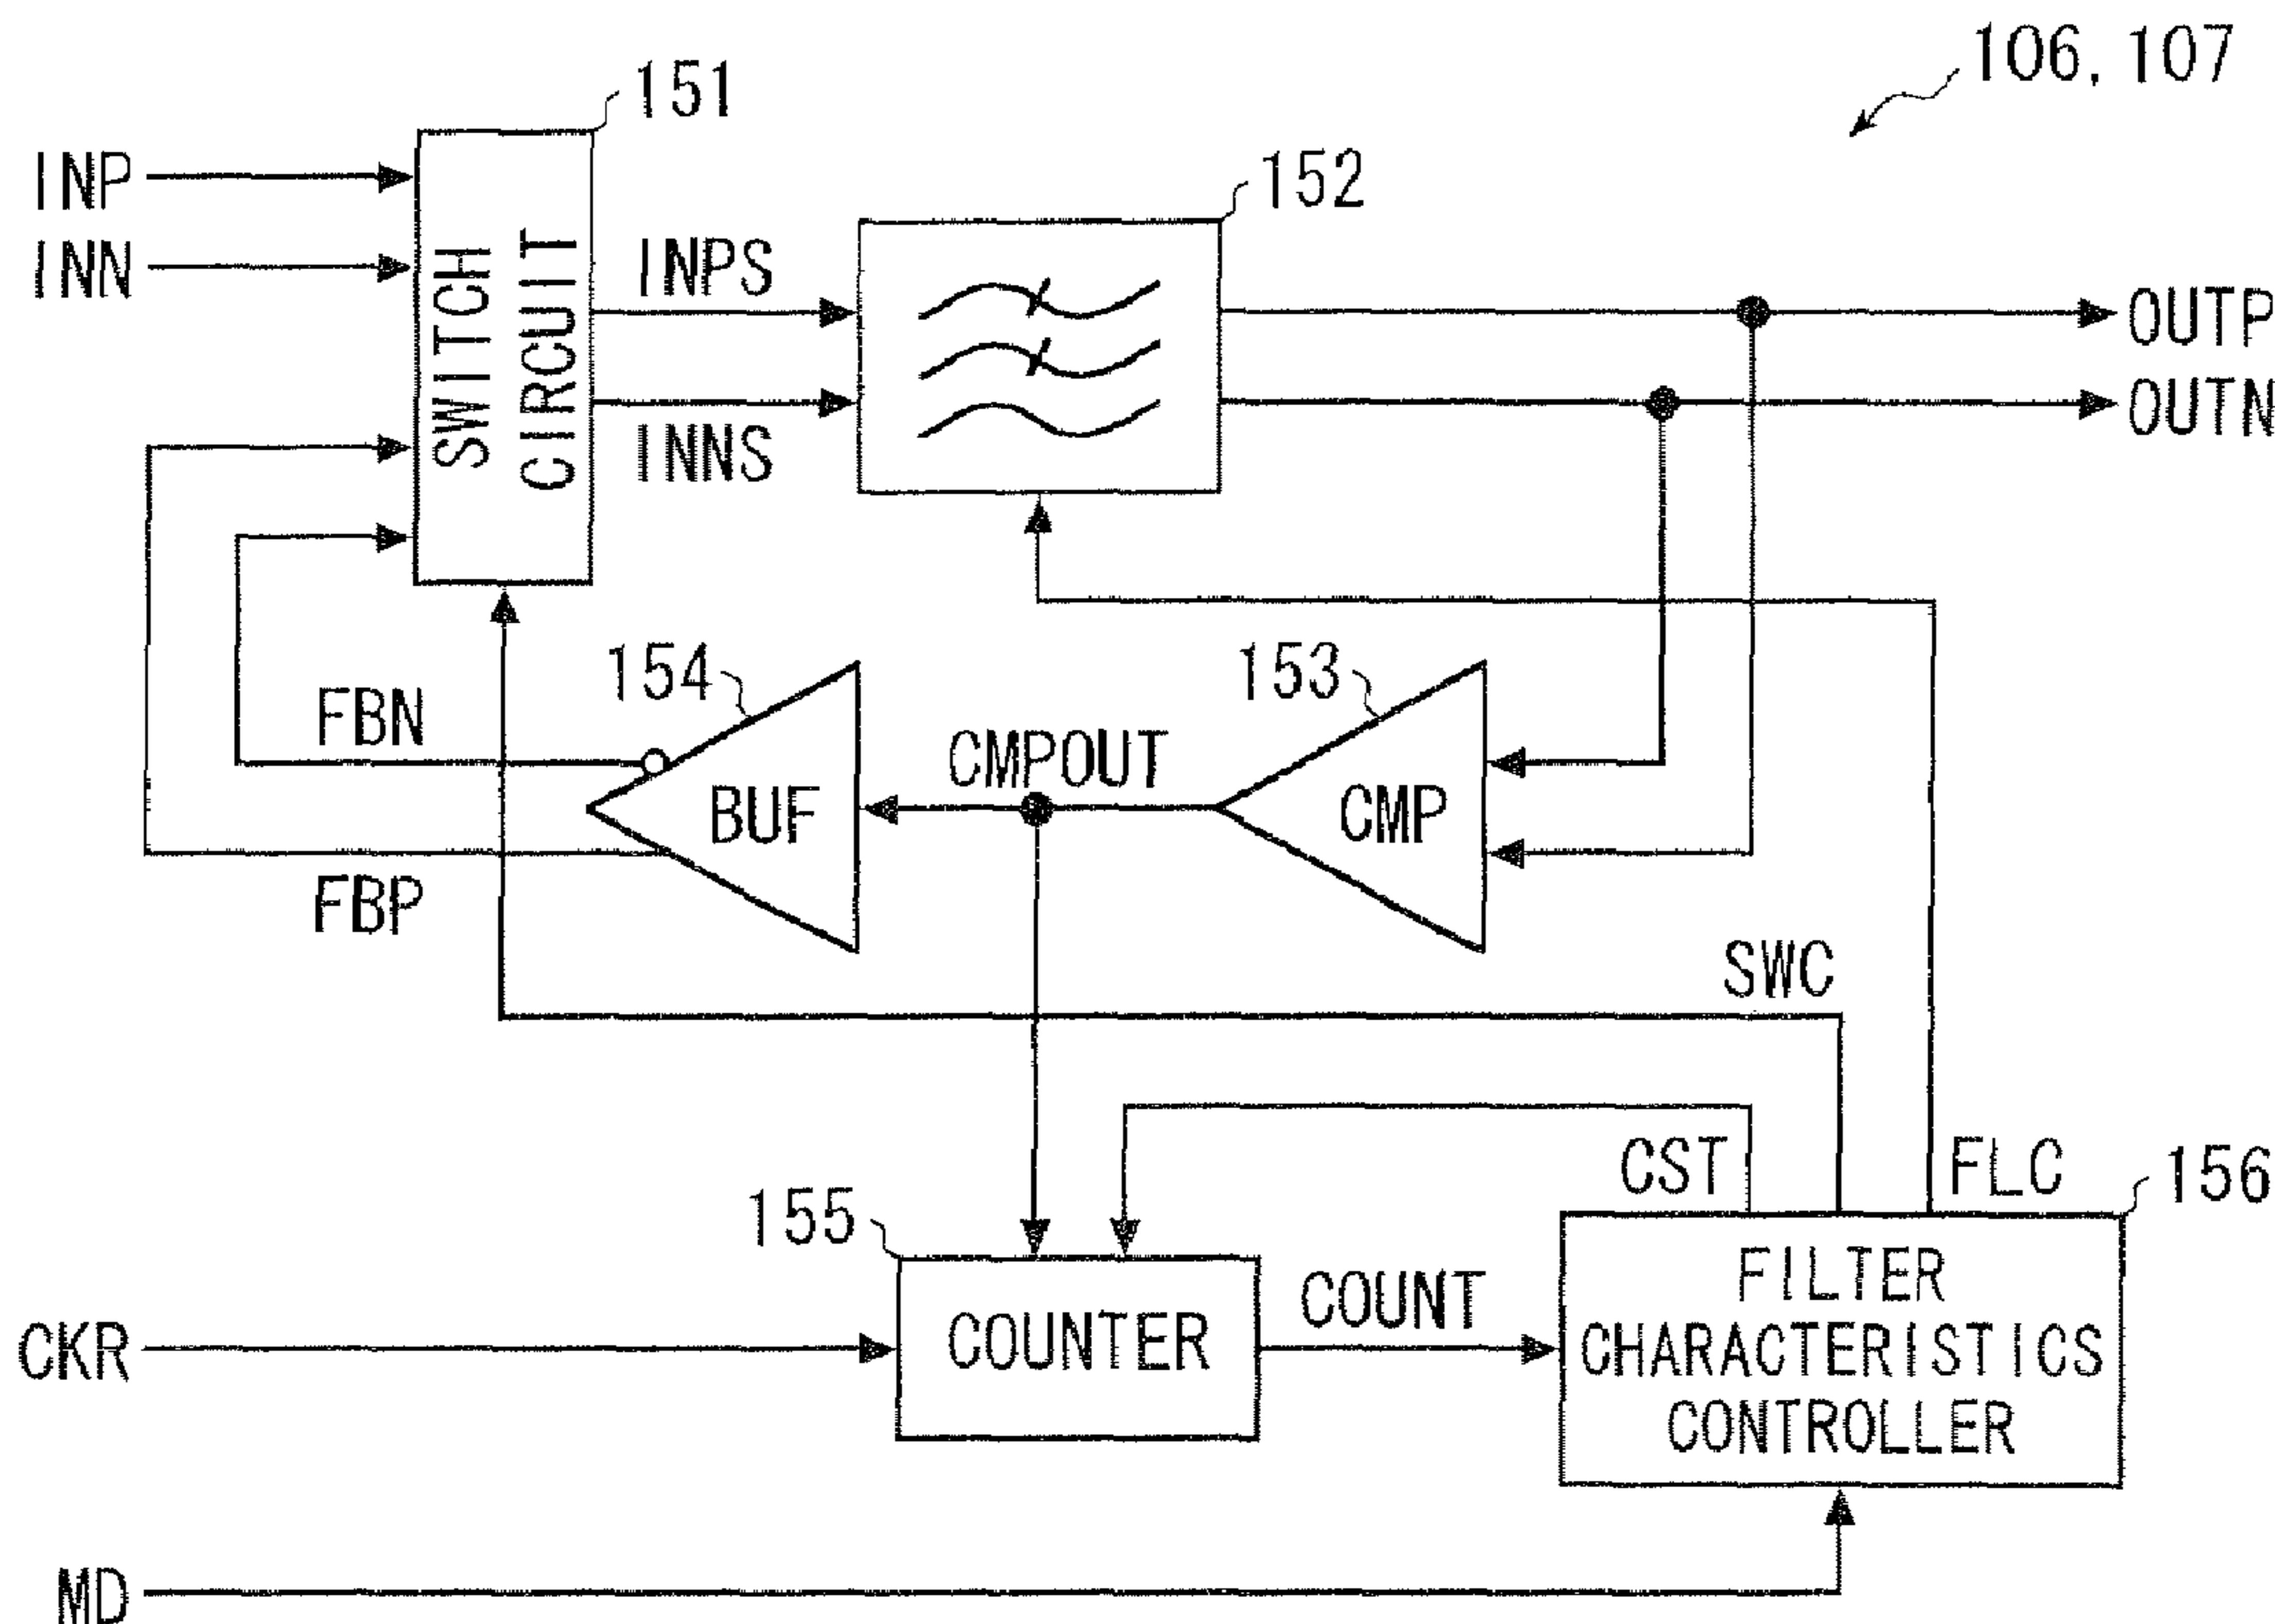 106, 107
151
INP
INN
SWITCH
CIRCUIT
INPS
INNS
152
OUTP
OUTN
154
153
FBN
FBP
BUF
CMPOUT
CMP
SWC
CST
FLC
156
155
CKR
COUNTER
COUNT
FILTER
CHARACTERISTICS
CONTROLLER
MD